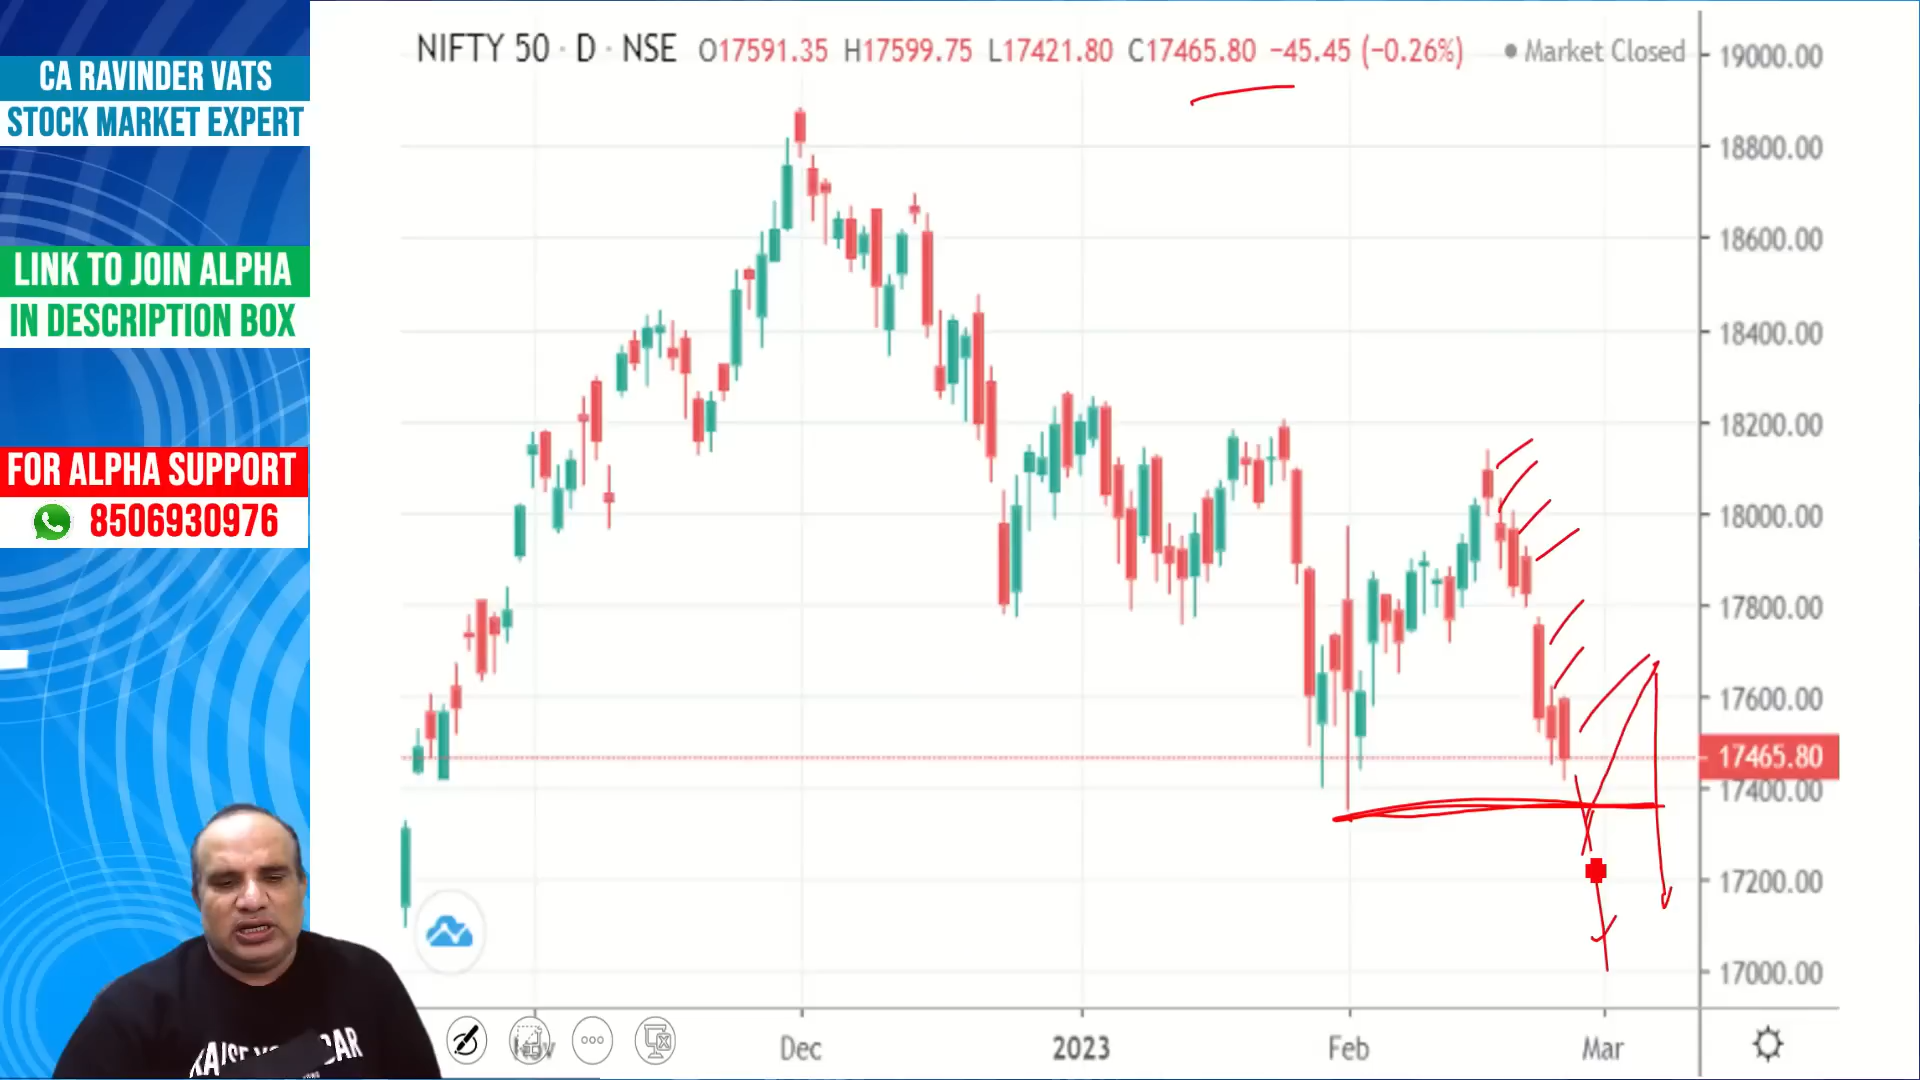 CA RAVINDER VATS
STOCK MARKET EXPERT
LINK TO JOIN ALPHA
IN DESCRIPTION BOX
FOR ALPHA SUPPORT
8506930976
NIFTY 50 · D · NSE O17591.35 H17599.75 L17421.80 C17465.80 −45.45 (−0.26%) Market Closed
19000.00
18800.00
18600.00
18400.00
18200.00
18000.00
17800.00
17600.00
17465.80
17400.00
17200.00
17000.00
Nov Dec 2023 Feb Mar